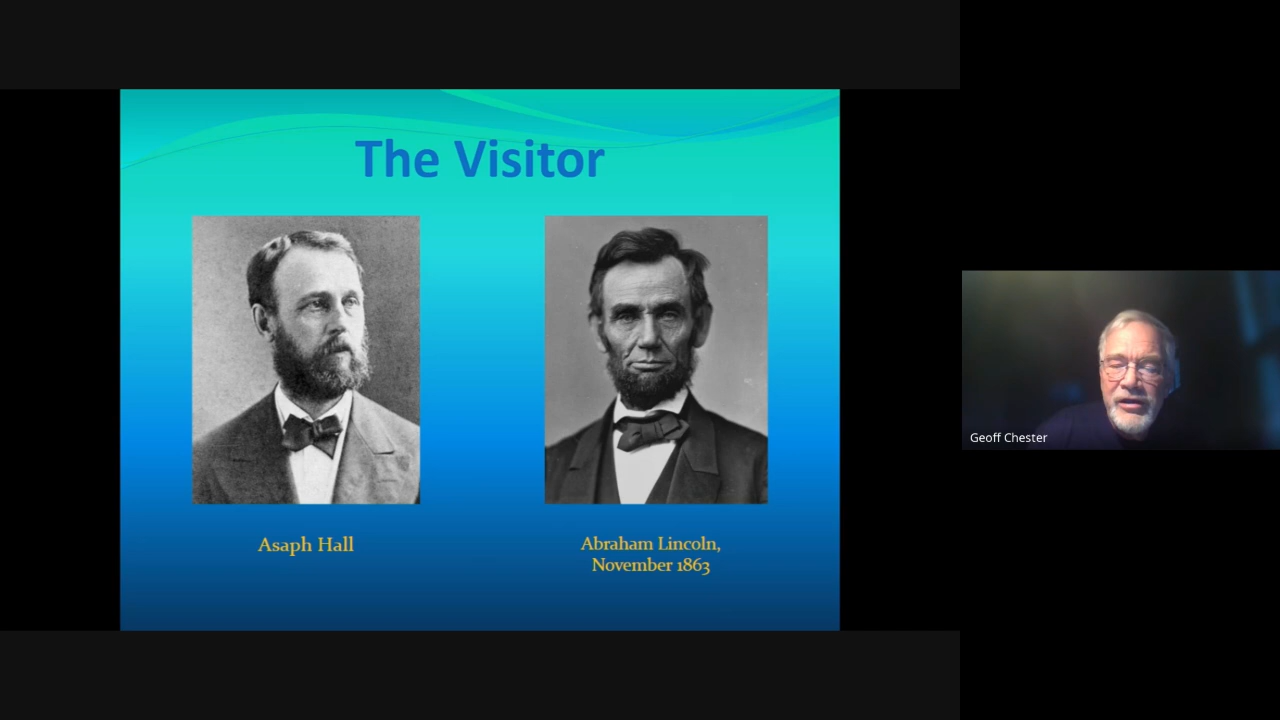 The Visitor
Asaph Hall
Abraham Lincoln,
November 1863
Geoff Chester